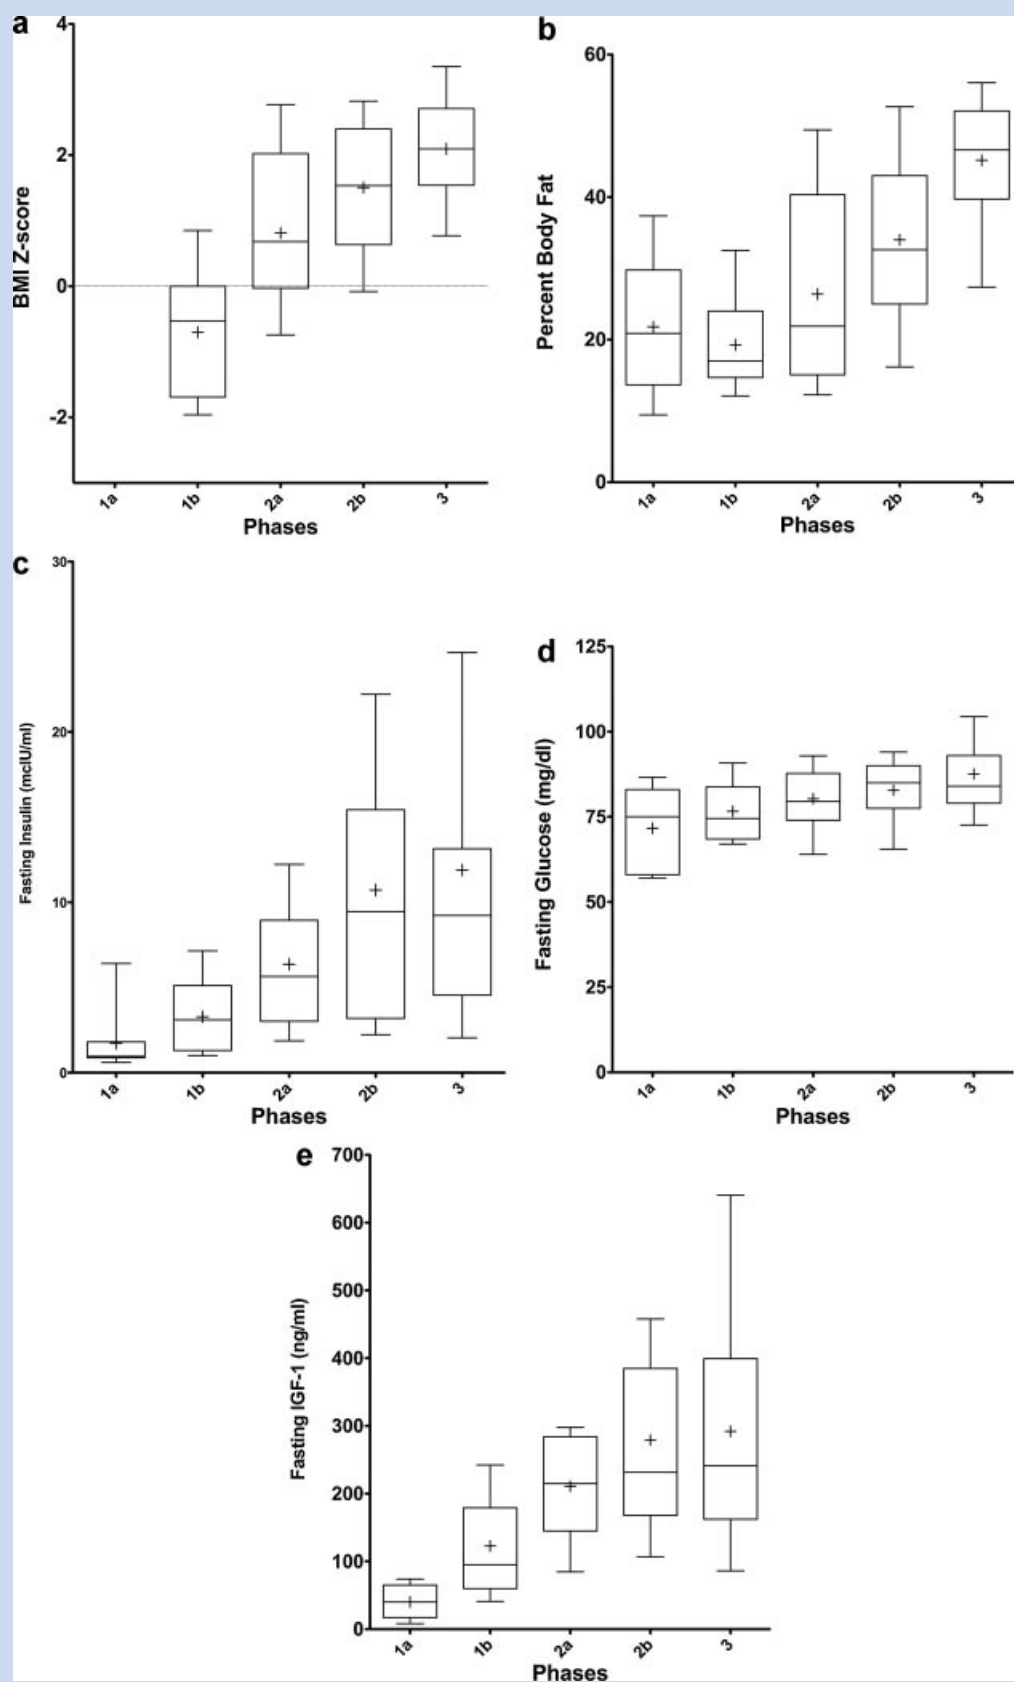 a
4
2
0
-2
BMI Z-score
1a 1b 2a 2b 3
Phases
b
60
40
20
0
Percent Body Fat
1a 1b 2a 2b 3
Phases
c
30
20
10
0
Fasting Insulin (mcIU/ml)
1a 1b 2a 2b 3
Phases
d
125
100
75
50
25
0
Fasting Glucose (mg/dl)
1a 1b 2a 2b 3
Phases
e
700
600
500
400
300
200
100
0
Fasting IGF-1 (ng/ml)
1a 1b 2a 2b 3
Phases